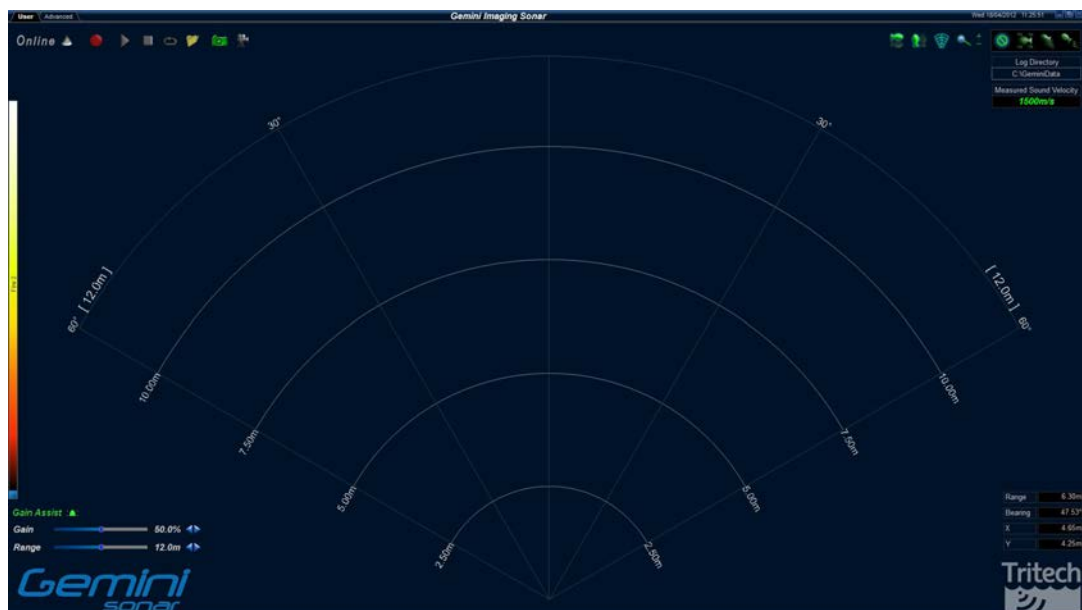 User Advanced Gemini Imaging Sonar Wed 18/04/2012 11:25:51
Online
Log Directory
C:\GeminiData
Measured Sound Velocity
1500m/s
30° 30°
[ 12.0m ] [ 12.0m ]
60° 60°
10.00m 10.00m
7.50m 7.50m
5.00m 5.00m
2.50m 2.50m
Fire 2
Gain Assist
Gain 50.0%
Range 12.0m
Gemini
sonar
Range 6.30m
Bearing 47.53°
X 4.65m
Y 4.25m
Tritech